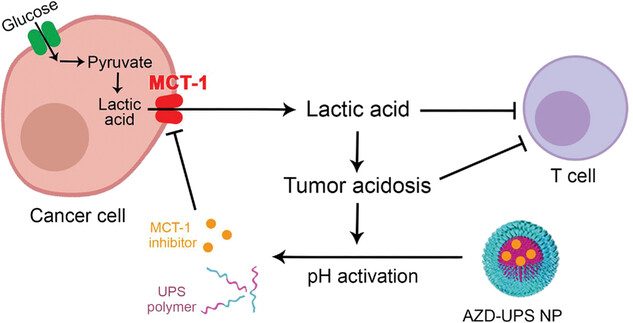 Glucose
Pyruvate
MCT-1
Lactic
acid
Lactic acid
T cell
Tumor acidosis
Cancer cell
MCT-1
inhibitor
UPS
polymer
pH activation
AZD-UPS NP